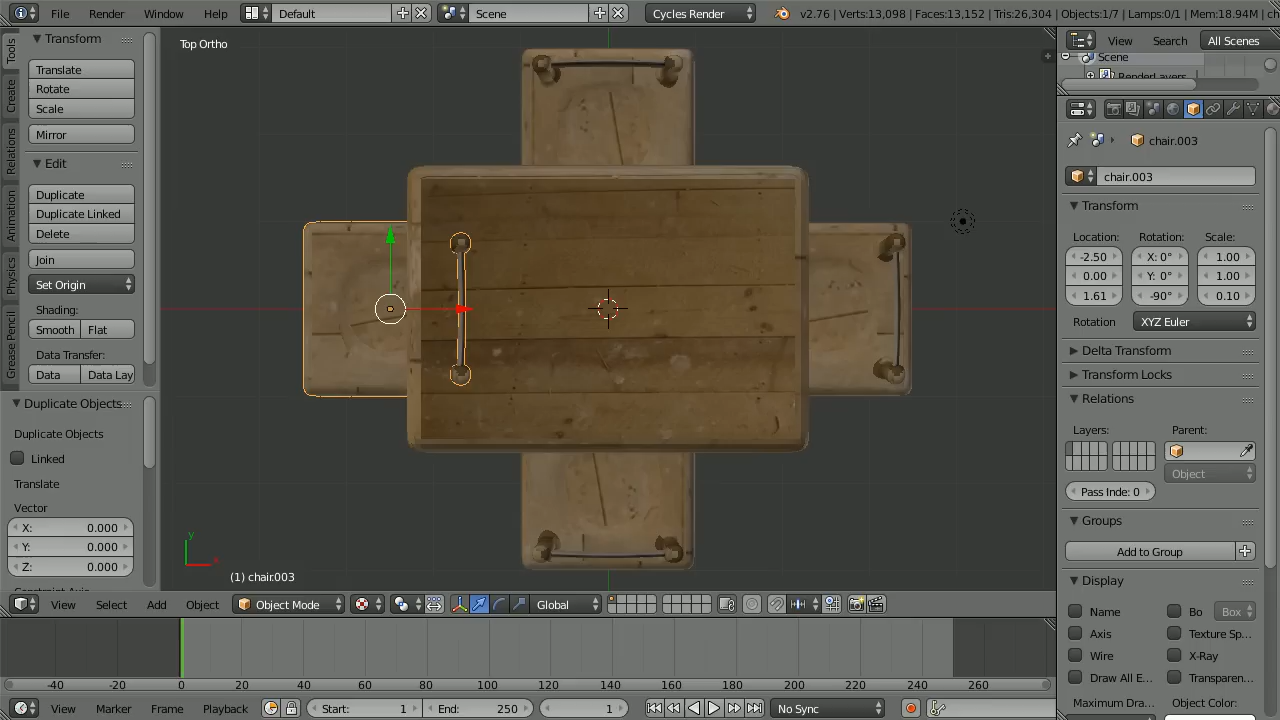 File Render Window Help Default Scene Cycles Render v2.76 | Verts:13,098 | Faces:13,152 | Tris:26,304 | Objects:1/7 | Lamps:0/1 | Mem:18.94M | ch
Tools
Create
Relations
Animation
Physics
Grease Pencil
Transform
Translate
Rotate
Scale
Mirror
Edit
Duplicate
Duplicate Linked
Delete
Join
Set Origin
Shading:
Smooth Flat
Data Transfer:
Data Data Lay
Duplicate Objects
Duplicate Objects
Linked
Translate
Vector
X: 0.000
Y: 0.000
Z: 0.000
Top Ortho
y
x
(1) chair.003
View Select Add Object Object Mode Global
-40 -20 0 20 40 60 80 100 120 140 160 180 200 220 240 260
View Marker Frame Playback Start: 1 End: 250 1 No Sync
View Search All Scenes
Scene
RenderLayers
chair.003
chair.003
Transform
Location: Rotation: Scale:
-2.50 X: 0° 1.00
0.00 Y: 0° 1.00
1.61 -90° 0.10
Rotation XYZ Euler
Delta Transform
Transform Locks
Relations
Layers: Parent:
Object
Pass Inde: 0
Groups
Add to Group
Display
Name Bo Box
Axis Texture Sp...
Wire X-Ray
Draw All E... Transparen...
Maximum Dra... Object Color: